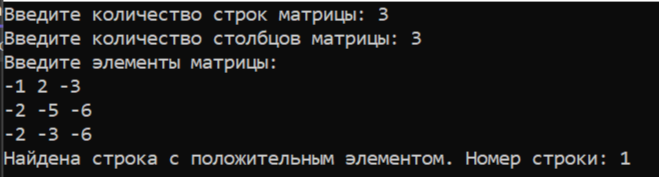 Введите количество строк матрицы: 3
Введите количество столбцов матрицы: 3
Введите элементы матрицы:
-1 2 -3
-2 -5 -6
-2 -3 -6
Найдена строка с положительным элементом. Номер строки: 1